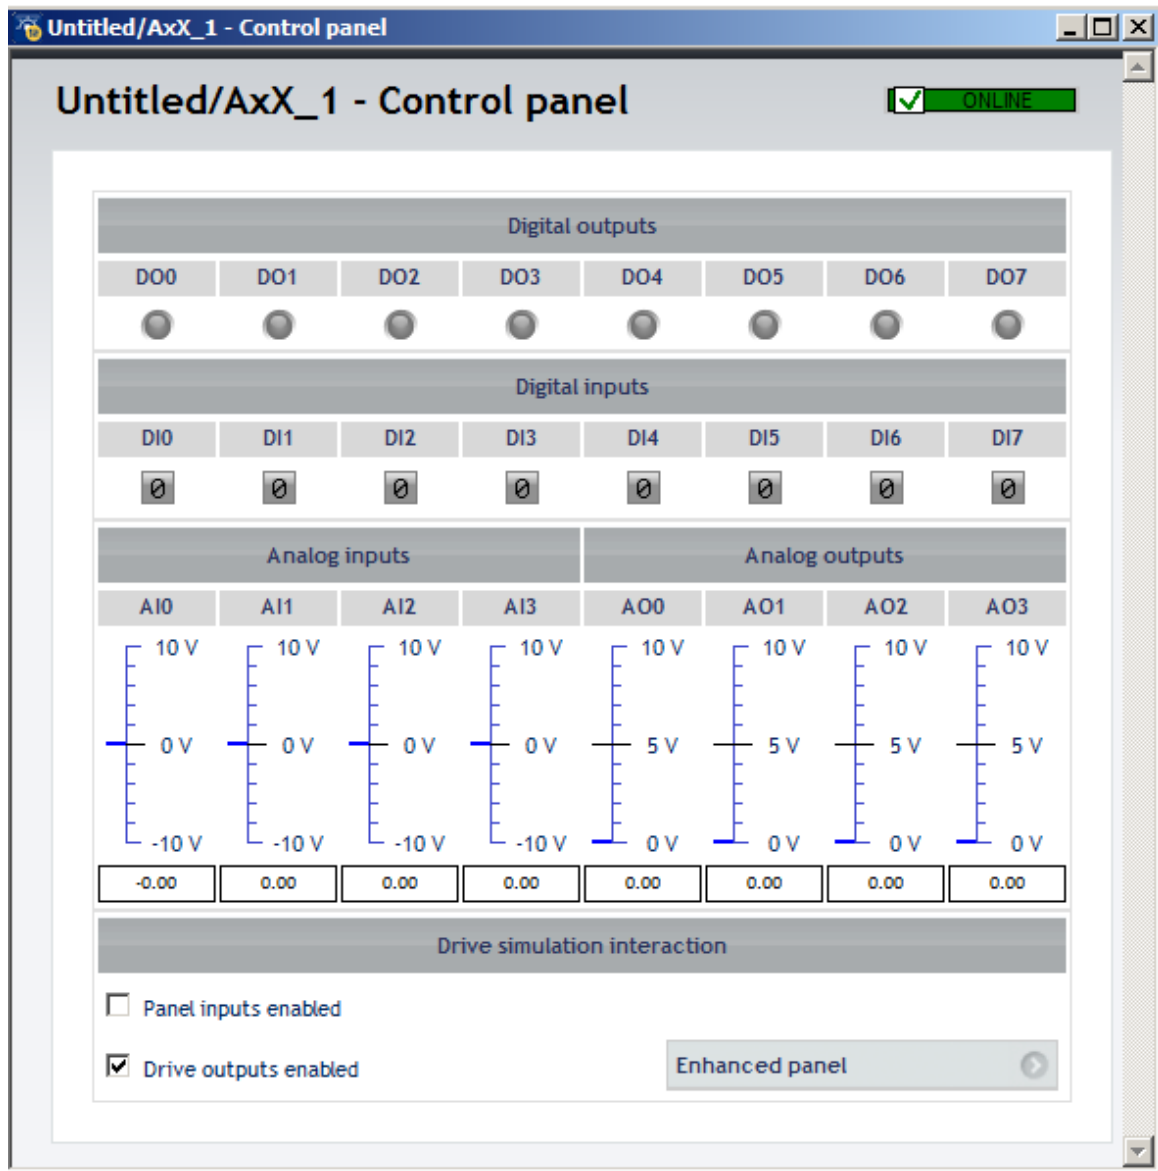 Untitled/AxX_1 - Control panel
Untitled/AxX_1 - Control panel
ONLINE
Digital outputs
DO0 DO1 DO2 DO3 DO4 DO5 DO6 DO7
Digital inputs
DI0 DI1 DI2 DI3 DI4 DI5 DI6 DI7
0 0 0 0 0 0 0 0
Analog inputs Analog outputs
AI0 AI1 AI2 AI3 AO0 AO1 AO2 AO3
10 V 10 V 10 V 10 V 10 V 10 V 10 V 10 V
0 V 0 V 0 V 0 V 5 V 5 V 5 V 5 V
-10 V -10 V -10 V -10 V 0 V 0 V 0 V 0 V
-0.00 0.00 0.00 0.00 0.00 0.00 0.00 0.00
Drive simulation interaction
Panel inputs enabled
Drive outputs enabled
Enhanced panel